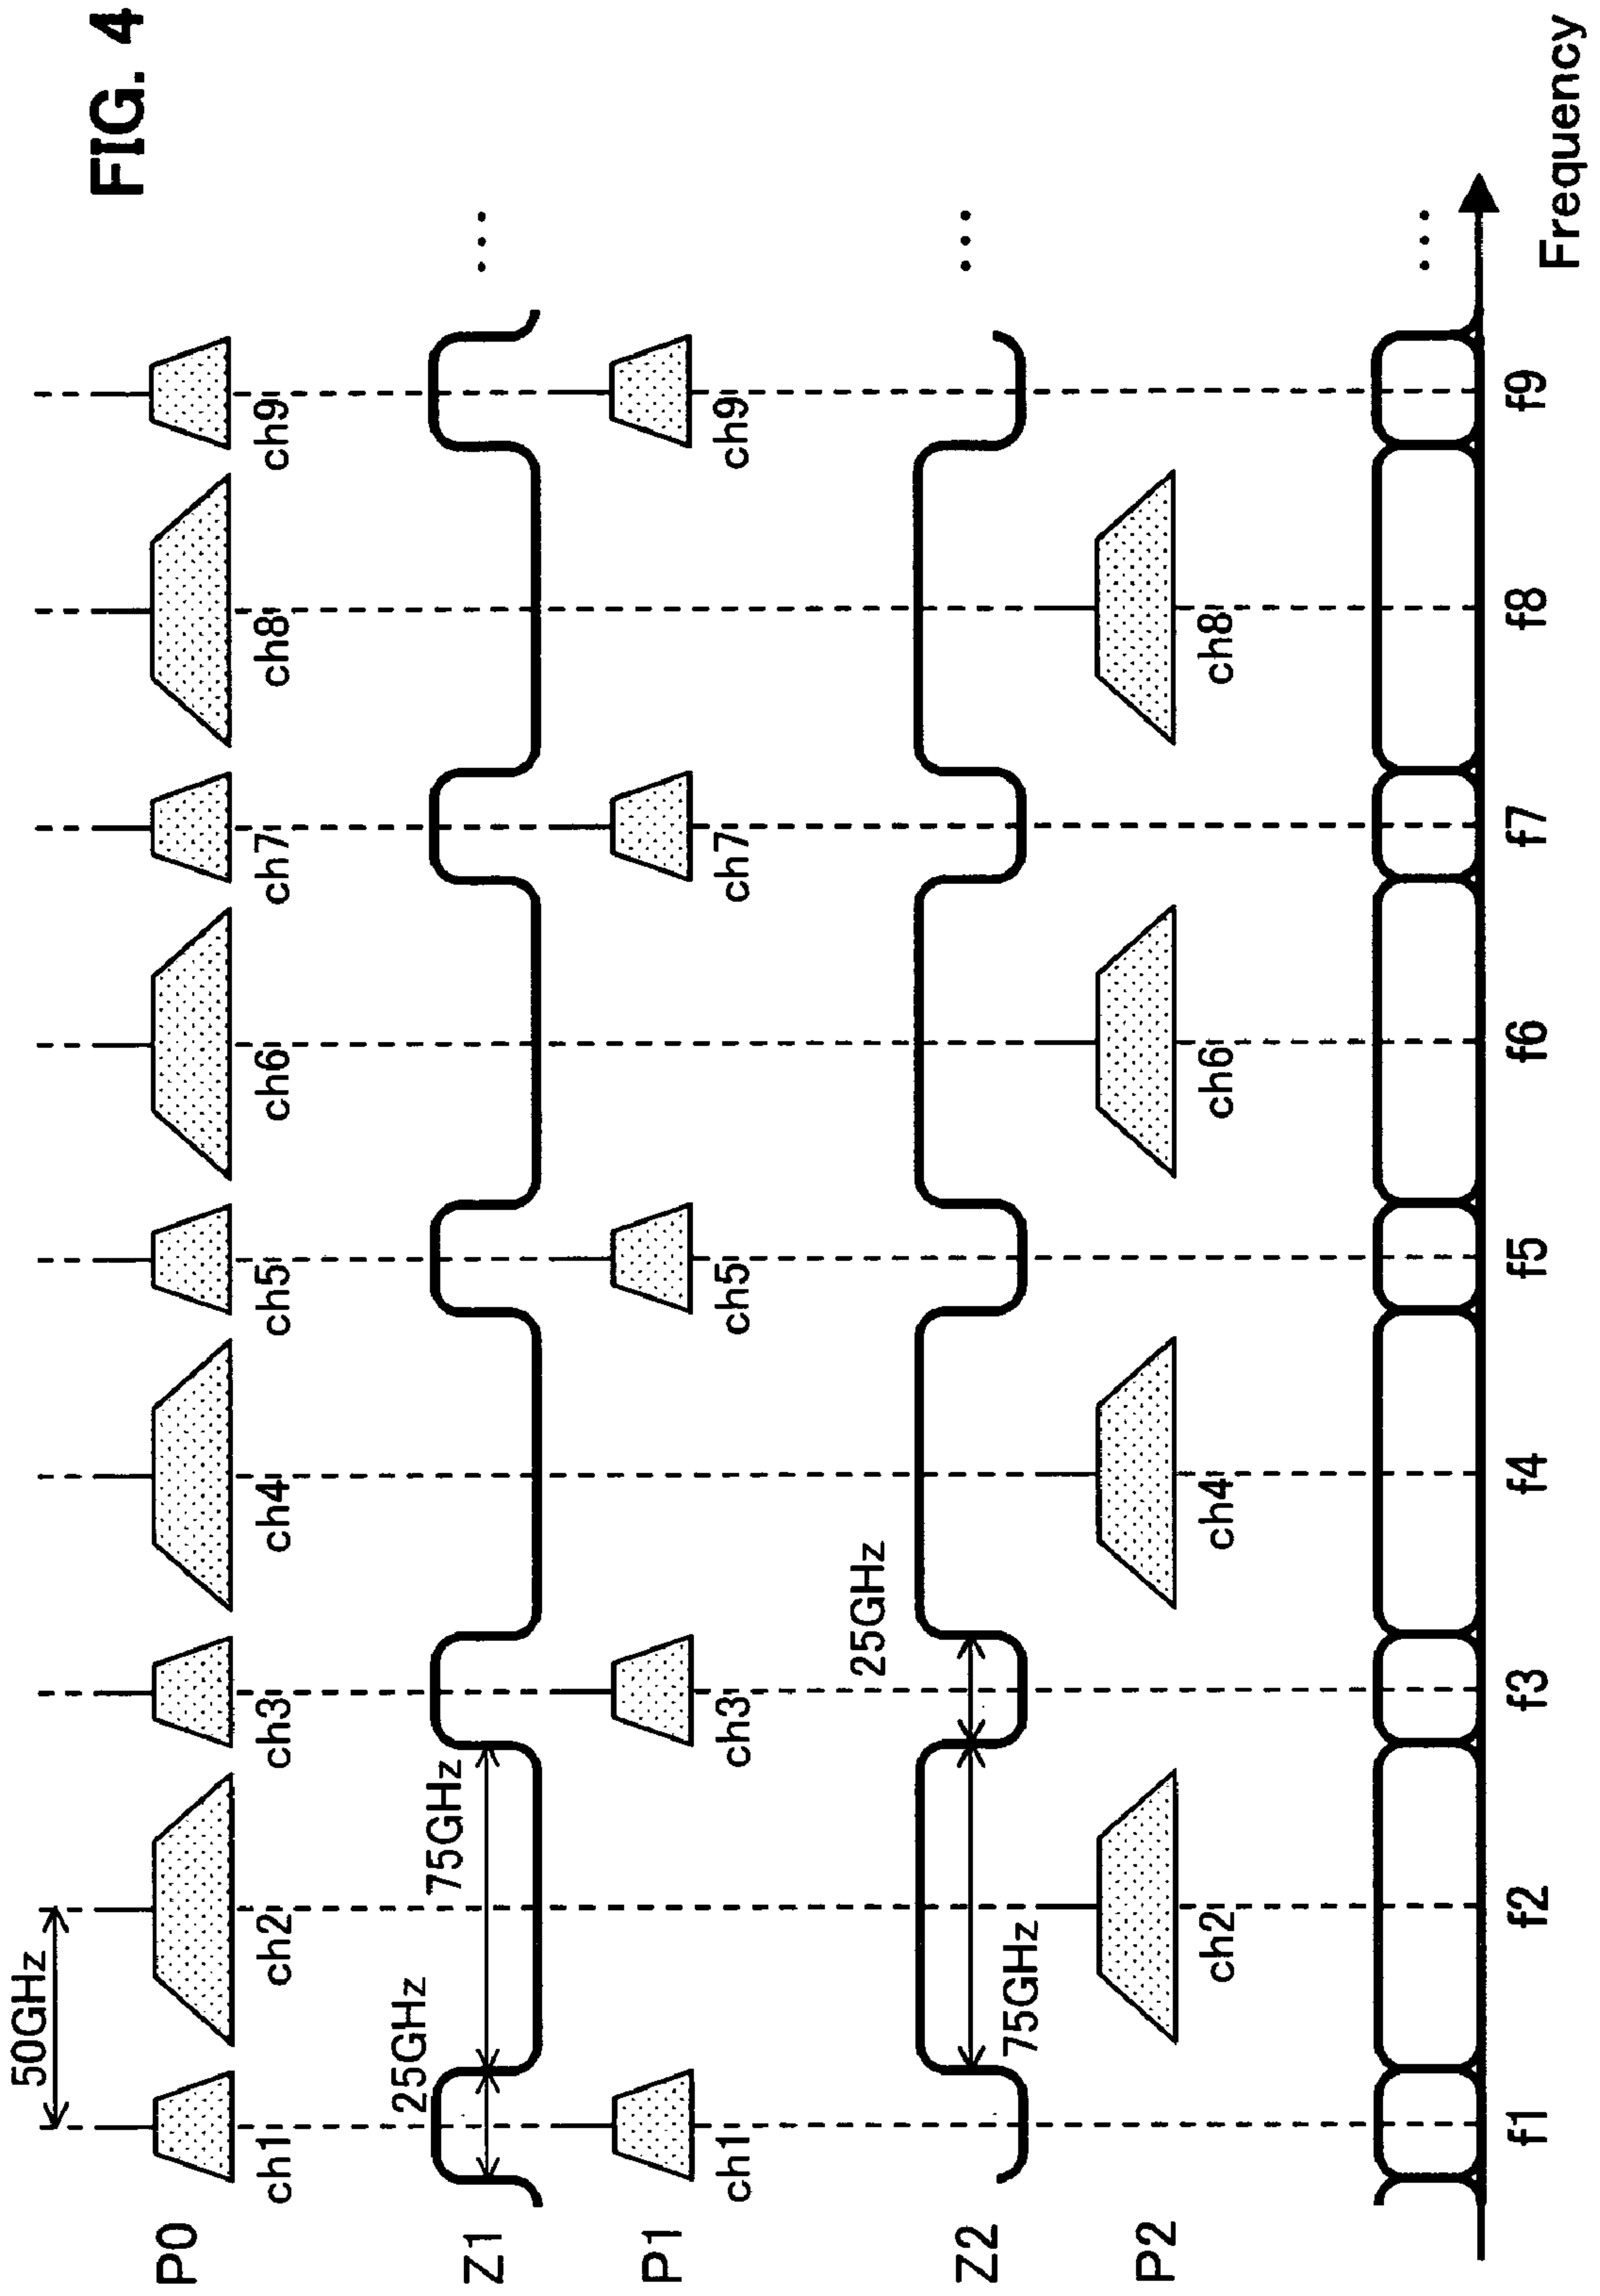 FIG. 4
50GHz
P0
ch1 ch2 ch3 ch4 ch5 ch6 ch7 ch8 ch9
25GHz 75GHz
Z1 ...
P1
ch1 ch3 ch5 ch7 ch9
25GHz
Z2 ...
75GHz
P2
ch2 ch4 ch6 ch8
...
f1 f2 f3 f4 f5 f6 f7 f8 f9
Frequency